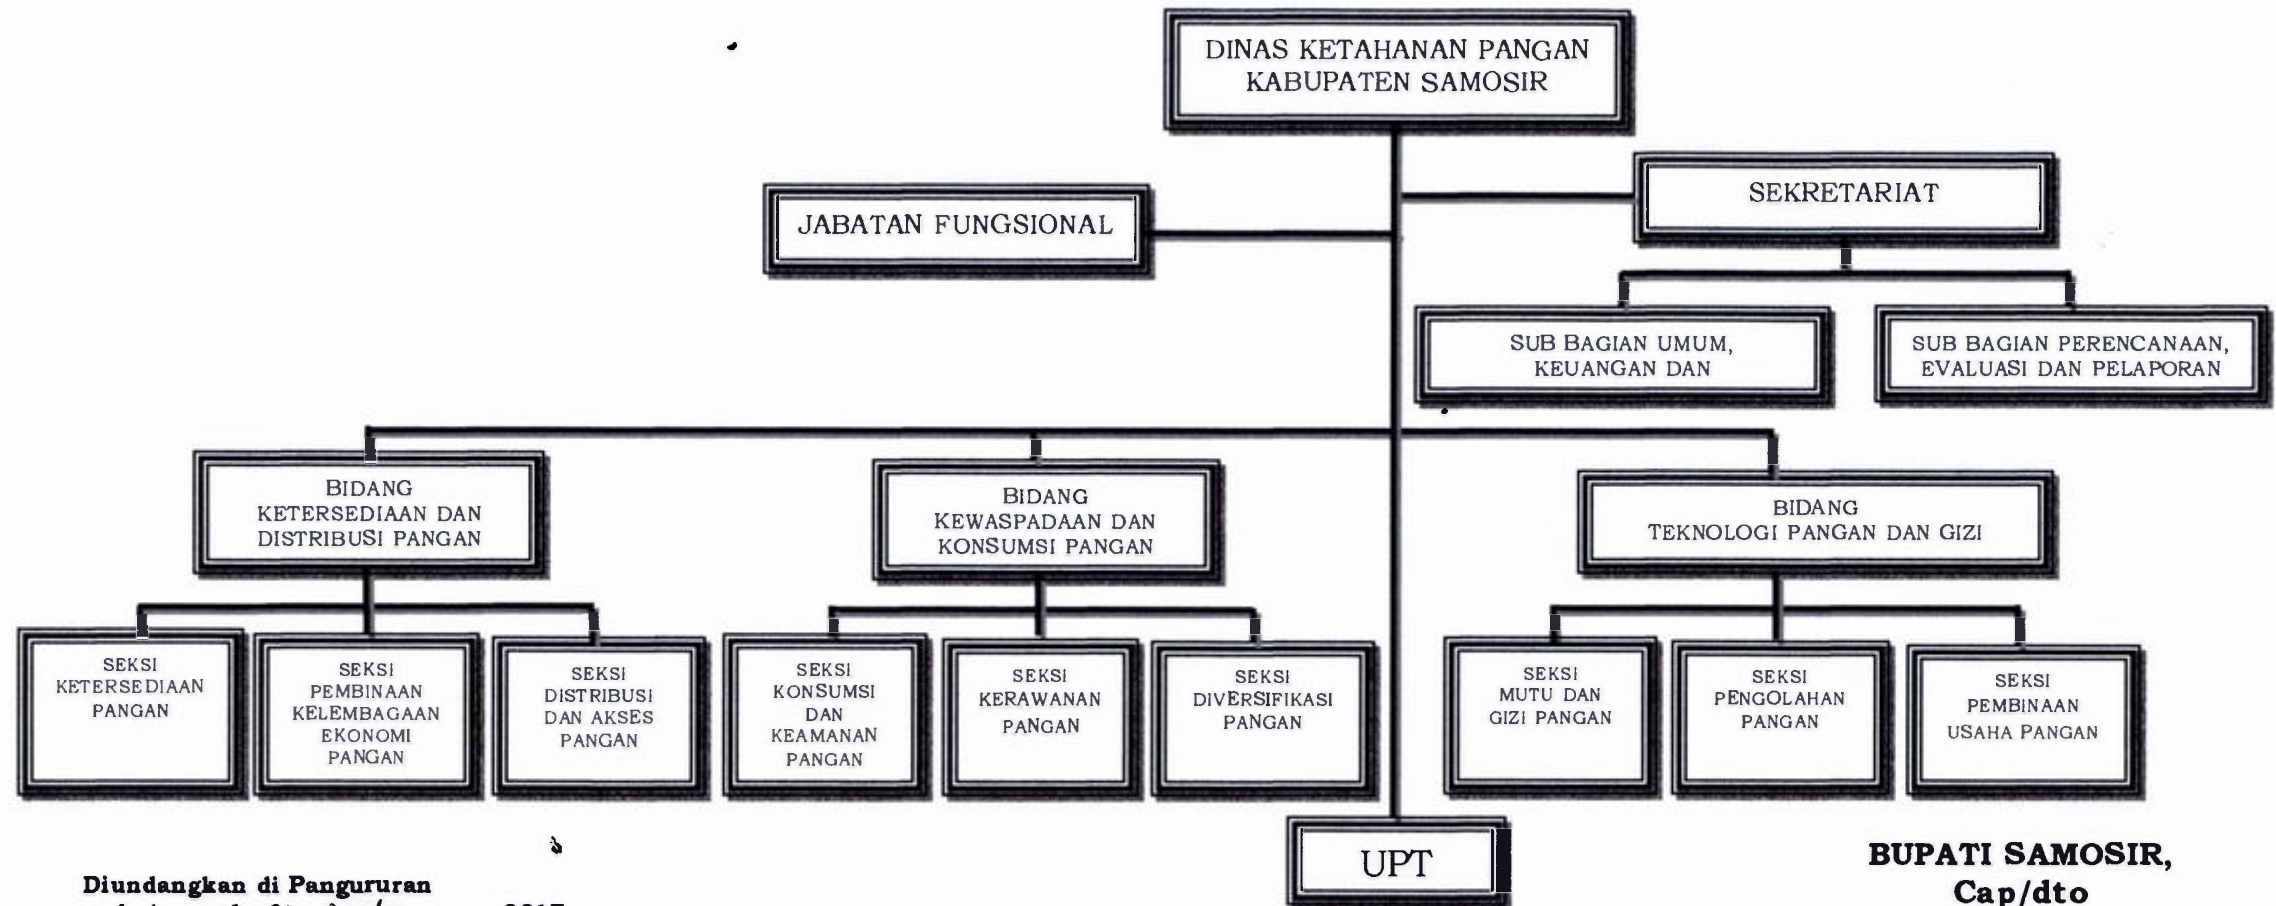 DINAS KETAHANAN PANGAN
KABUPATEN SAMOSIR
SEKRETARIAT
JABATAN FUNGSIONAL
SUB BAGIAN UMUM,
KEUANGAN DAN
SUB BAGIAN PERENCANAAN,
EVALUASI DAN PELAPORAN
BIDANG
KETERSEDIAAN DAN
DISTRIBUSI PANGAN
BIDANG
KEWASPADAAN DAN
KONSUMSI PANGAN
BIDANG
TEKNOLOGI PANGAN DAN GIZI
SEKSI
KETERSEDIAAN
PANGAN
SEKSI
PEMBINAAN
KELEMBAGAAN
EKONOMI
PANGAN
SEKSI
DISTRIBUSI
DAN AKSES
PANGAN
SEKSI
KONSUMSI
DAN
KEAMANAN
PANGAN
SEKSI
KERAWANAN
PANGAN
SEKSI
DIVERSIFIKASI
PANGAN
SEKSI
MUTU DAN
GIZI PANGAN
SEKSI
PENGOLAHAN
PANGAN
SEKSI
PEMBINAAN
USAHA PANGAN
UPT
BUPATI SAMOSIR,
Cap/dto
Diundangkan di Pangururan